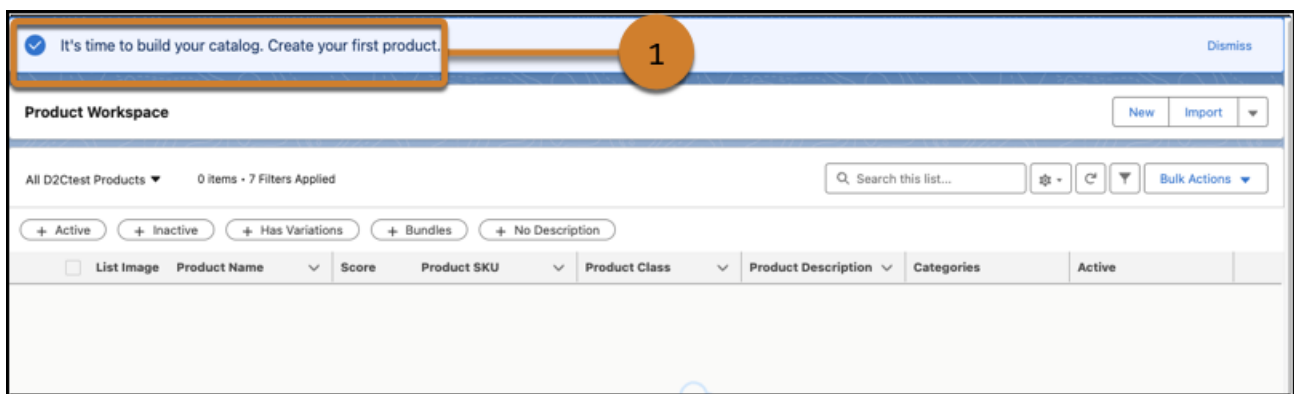 It's time to build your catalog. Create your first product.
1
Dismiss
Product Workspace
New Import
All D2Ctest Products 0 items • 7 Filters Applied Search this list... Bulk Actions
+ Active + Inactive + Has Variations + Bundles + No Description
List Image Product Name Score Product SKU Product Class Product Description Categories Active